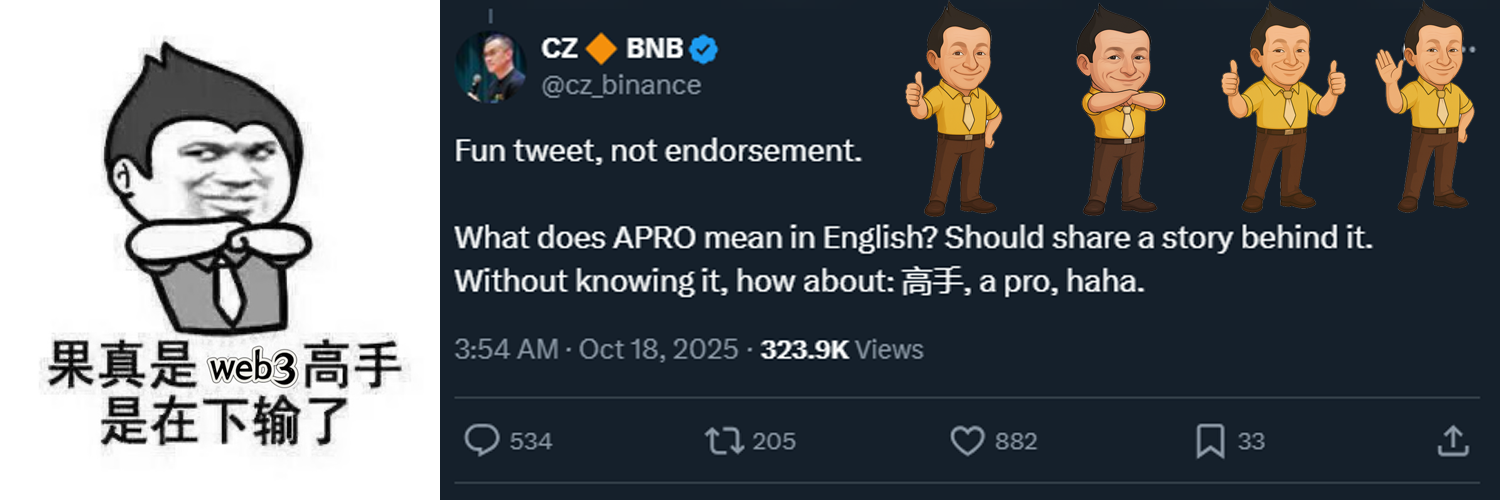 果真是 web3 高手
是在下输了
CZ 🔶 BNB
@cz_binance
Fun tweet, not endorsement.
What does APRO mean in English? Should share a story behind it.
Without knowing it, how about: 高手, a pro, haha.
3:54 AM · Oct 18, 2025 · 323.9K Views
534 205 882 33